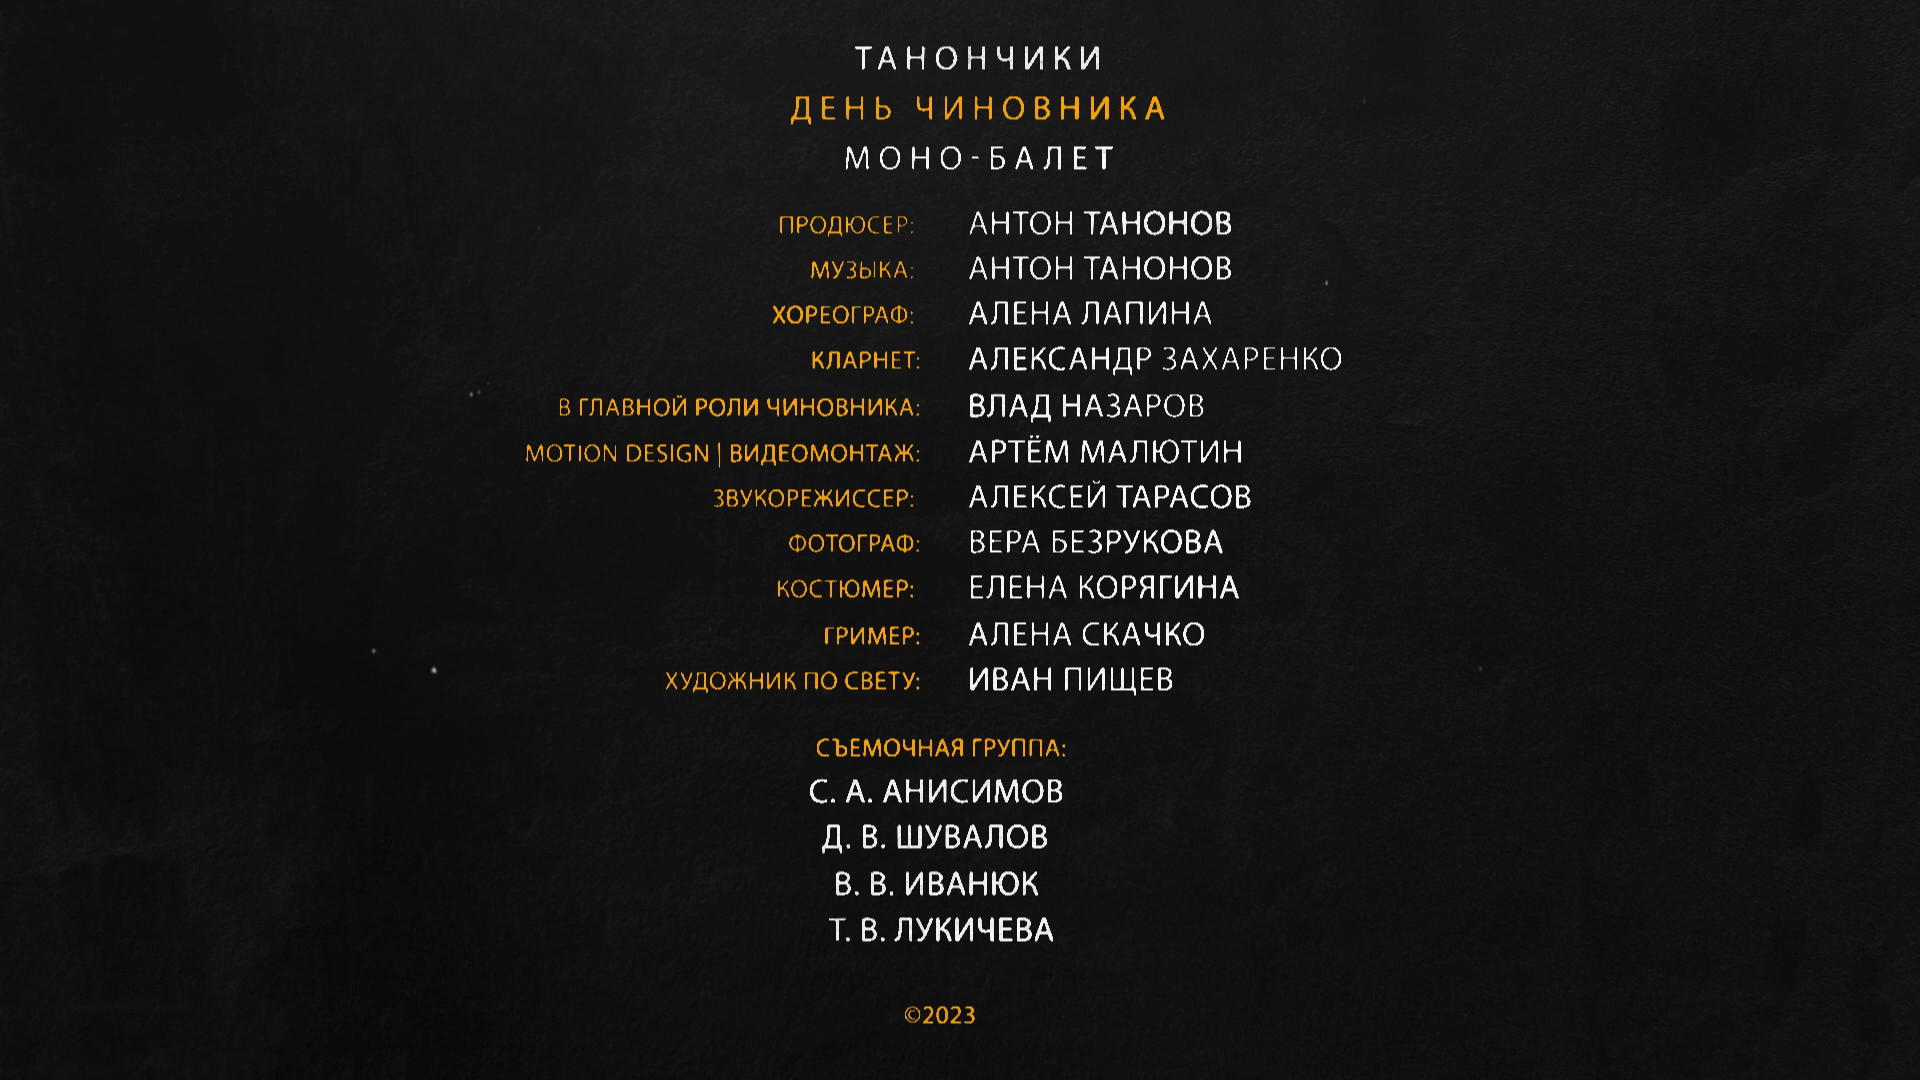 ТАНОНЧИКИ
ДЕНЬ ЧИНОВНИКА
МОНО-БАЛЕТ
ПРОДЮСЕР: АНТОН ТАНОНОВ
МУЗЫКА: АНТОН ТАНОНОВ
ХОРЕОГРАФ: АЛЕНА ЛАПИНА
КЛАРНЕТ: АЛЕКСАНДР ЗАХАРЕНКО
В ГЛАВНОЙ РОЛИ ЧИНОВНИКА: ВЛАД НАЗАРОВ
MOTION DESIGN | ВИДЕОМОНТАЖ: АРТЁМ МАЛЮТИН
ЗВУКОРЕЖИССЕР: АЛЕКСЕЙ ТАРАСОВ
ФОТОГРАФ: ВЕРА БЕЗРУКОВА
КОСТЮМЕР: ЕЛЕНА КОРЯГИНА
ГРИМЕР: АЛЕНА СКАЧКО
ХУДОЖНИК ПО СВЕТУ: ИВАН ПИЩЕВ
СЪЕМОЧНАЯ ГРУППА:
С. А. АНИСИМОВ
Д. В. ШУВАЛОВ
В. В. ИВАНЮК
Т. В. ЛУКИЧЕВА
©2023